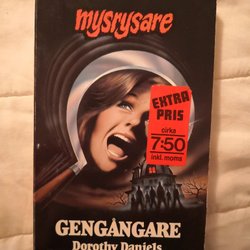 mysrysare
EXTRA
PRIS
cirka
7:50
inkl. moms
GENGÅNGARE
Dorothy Daniels